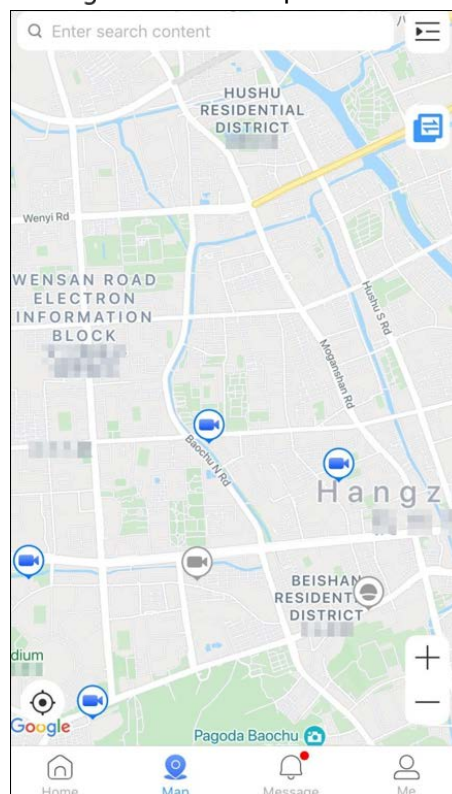 Enter search content
HUSHU
RESIDENTIAL
DISTRICT
Wenyi Rd
WENSAN ROAD
ELECTRON
INFORMATION
BLOCK
Hushu S Rd
Moganshan Rd
Baochu N Rd
Hangz
BEISHAN
DISTRICT
dium
Google
Pagoda Baochu
Home
Map
Message
Me